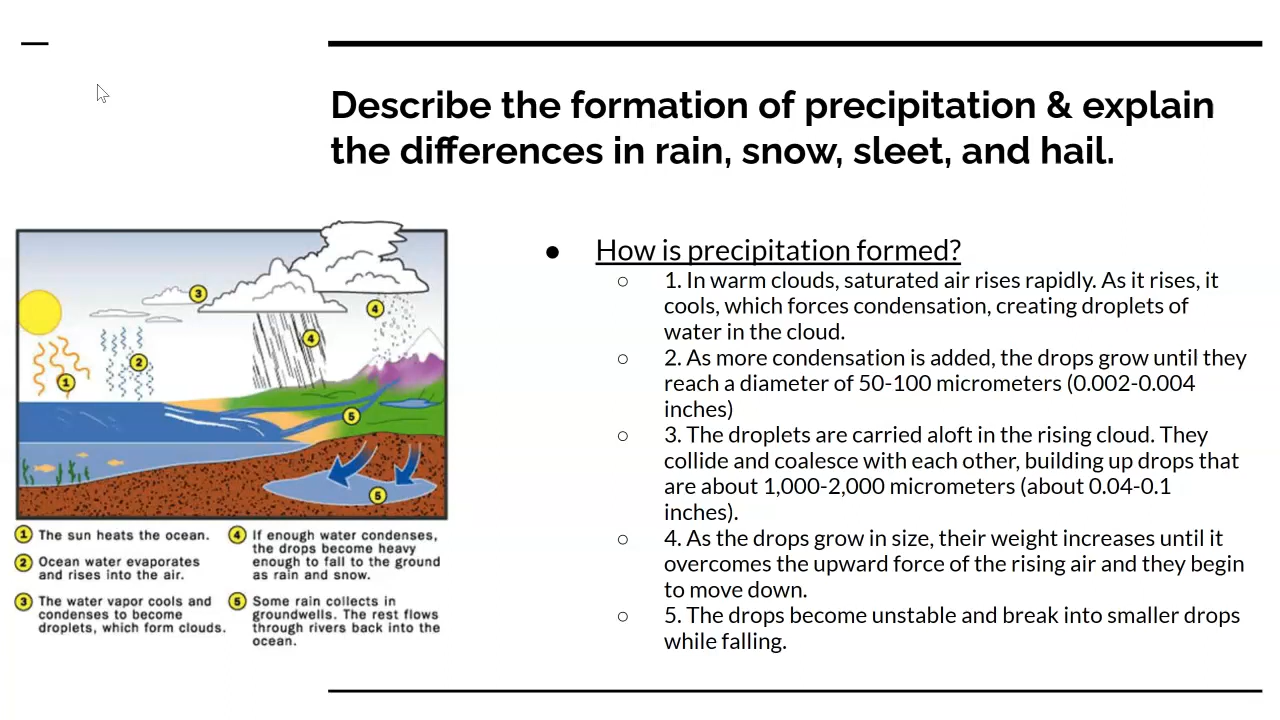 Describe the formation of precipitation & explain
the differences in rain, snow, sleet, and hail.
3
4
4
2
1
5
5
1 The sun heats the ocean.
2 Ocean water evaporates
and rises into the air.
3 The water vapor cools and
condenses to become
droplets, which form clouds.
4 If enough water condenses,
the drops become heavy
enough to fall to the ground
as rain and snow.
5 Some rain collects in
groundwells. The rest flows
through rivers back into the
ocean.
● How is precipitation formed?
○ 1. In warm clouds, saturated air rises rapidly. As it rises, it
cools, which forces condensation, creating droplets of
water in the cloud.
○ 2. As more condensation is added, the drops grow until they
reach a diameter of 50-100 micrometers (0.002-0.004
inches)
○ 3. The droplets are carried aloft in the rising cloud. They
collide and coalesce with each other, building up drops that
are about 1,000-2,000 micrometers (about 0.04-0.1
inches).
○ 4. As the drops grow in size, their weight increases until it
overcomes the upward force of the rising air and they begin
to move down.
○ 5. The drops become unstable and break into smaller drops
while falling.